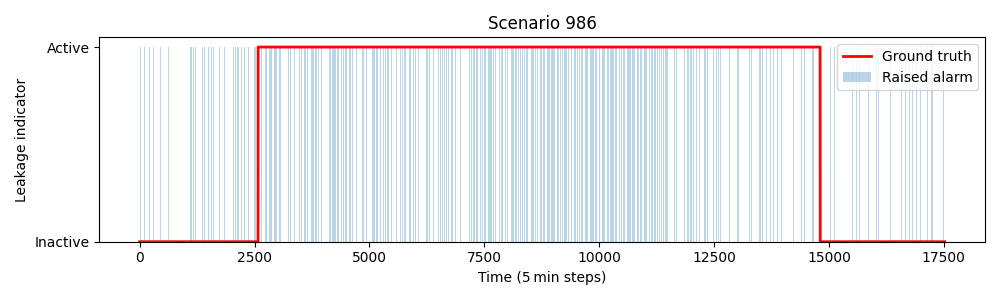 Scenario 986
Active
Inactive
Leakage indicator
Ground truth
Raised alarm
0 2500 5000 7500 10000 12500 15000 17500
Time (5 min steps)